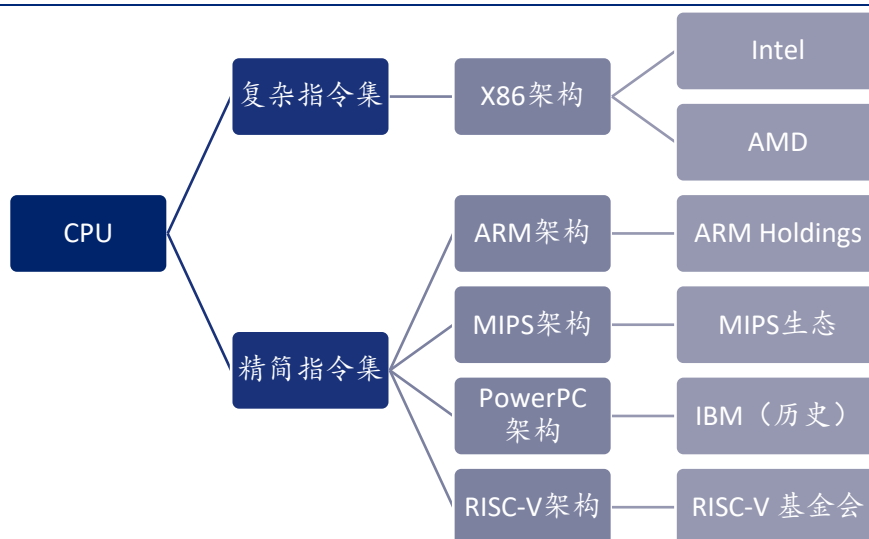 CPU
复杂指令集
X86架构
Intel
AMD
精简指令集
ARM架构
ARM Holdings
MIPS架构
MIPS生态
PowerPC
架构
IBM（历史）
RISC-V架构
RISC-V 基金会